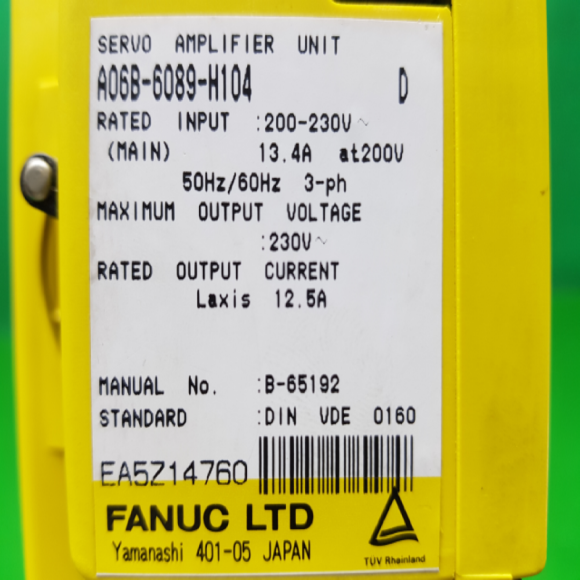 SERVO AMPLIFIER UNIT
A06B-6089-H104 D
RATED INPUT :200-230V~
(MAIN) 13.4A at200V
50Hz/60Hz 3-ph
MAXIMUM OUTPUT VOLTAGE
:230V~
RATED OUTPUT CURRENT
Laxis 12.5A
MANUAL No. :B-65192
STANDARD :DIN VDE 0160
EA5Z14760
FANUC LTD
Yamanashi 401-05 JAPAN
TÜV Rheinland